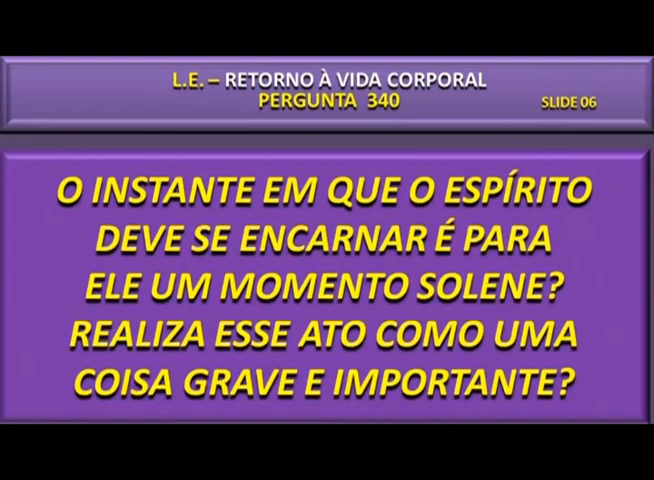 L.E. – RETORNO À VIDA CORPORAL
PERGUNTA 340
SLIDE 06
O INSTANTE EM QUE O ESPÍRITO
DEVE SE ENCARNAR É PARA
ELE UM MOMENTO SOLENE?
REALIZA ESSE ATO COMO UMA
COISA GRAVE E IMPORTANTE?